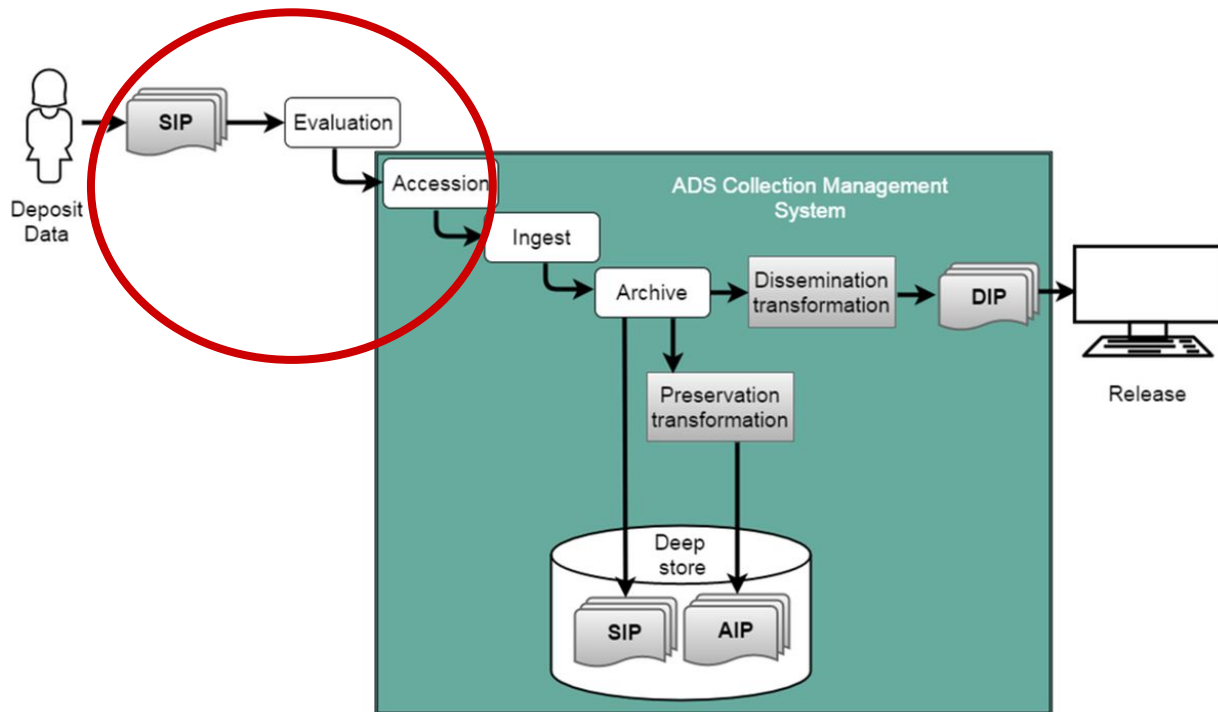 SIP
Evaluation
Deposit
Data
Accession
ADS Collection Management
System
Ingest
Archive
Dissemination
transformation
DIP
Release
Preservation
transformation
Deep
store
SIP
AIP